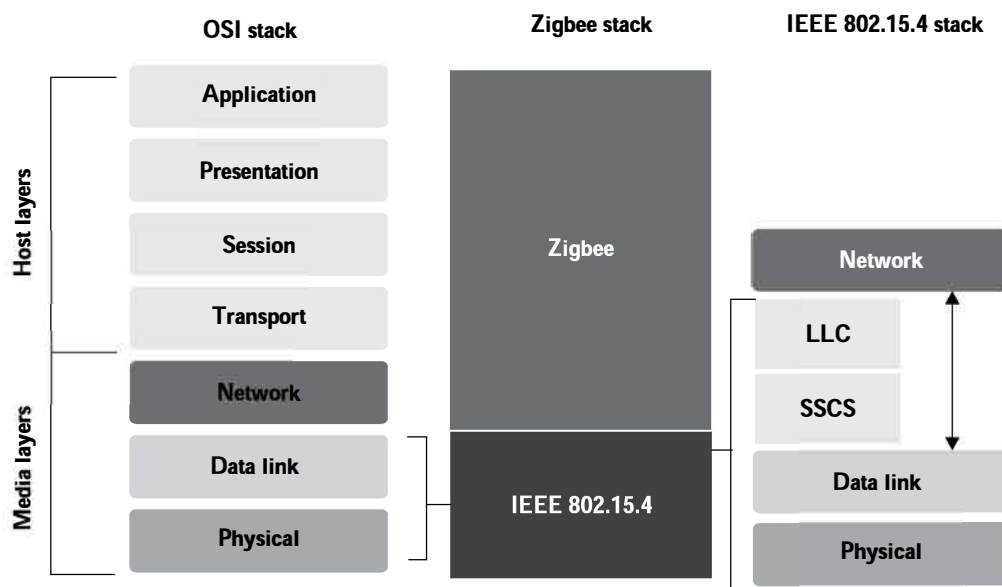 OSI stack
Zigbee stack
IEEE 802.15.4 stack
Host layers
Media layers
Application
Presentation
Session
Transport
Network
Data link
Physical
Zigbee
IEEE 802.15.4
Network
LLC
SSCS
Data link
Physical